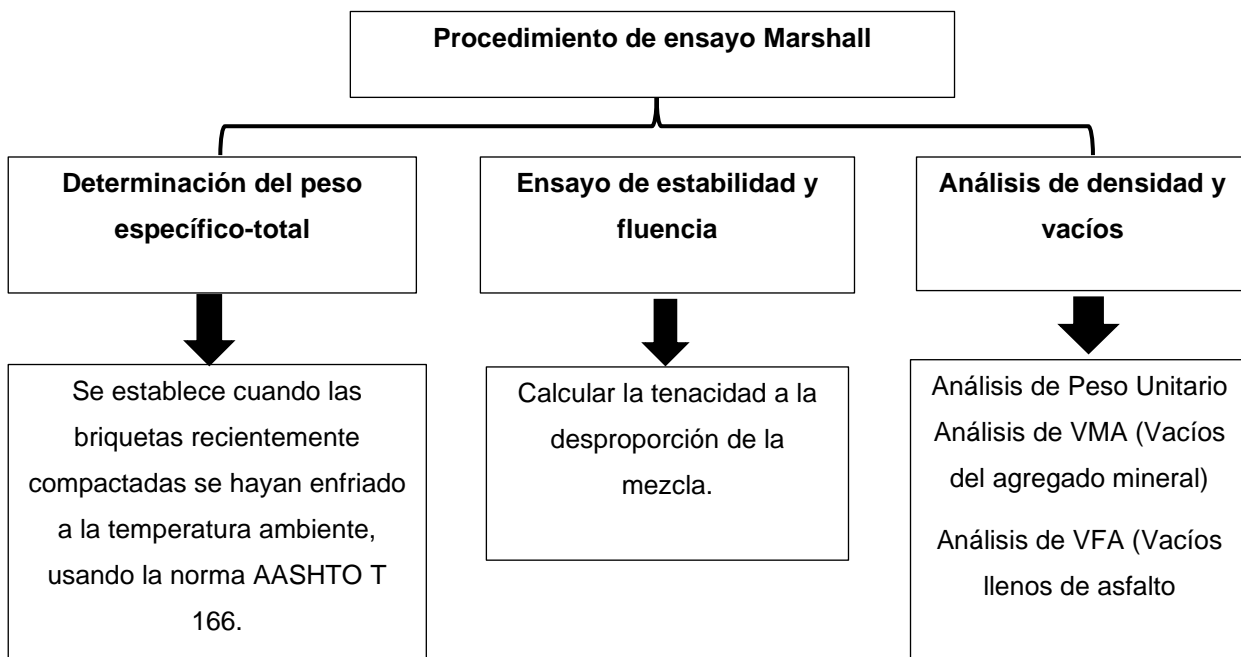 Procedimiento de ensayo Marshall
Determinación del peso
específico-total
Se establece cuando las
briquetas recientemente
compactadas se hayan enfriado
a la temperatura ambiente,
usando la norma AASHTO T
166.
Ensayo de estabilidad y
fluencia
Calcular la tenacidad a la
desproporción de la
mezcla.
Análisis de densidad y
vacíos
Análisis de Peso Unitario
Análisis de VMA (Vacíos
del agregado mineral)
Análisis de VFA (Vacíos
llenos de asfalto